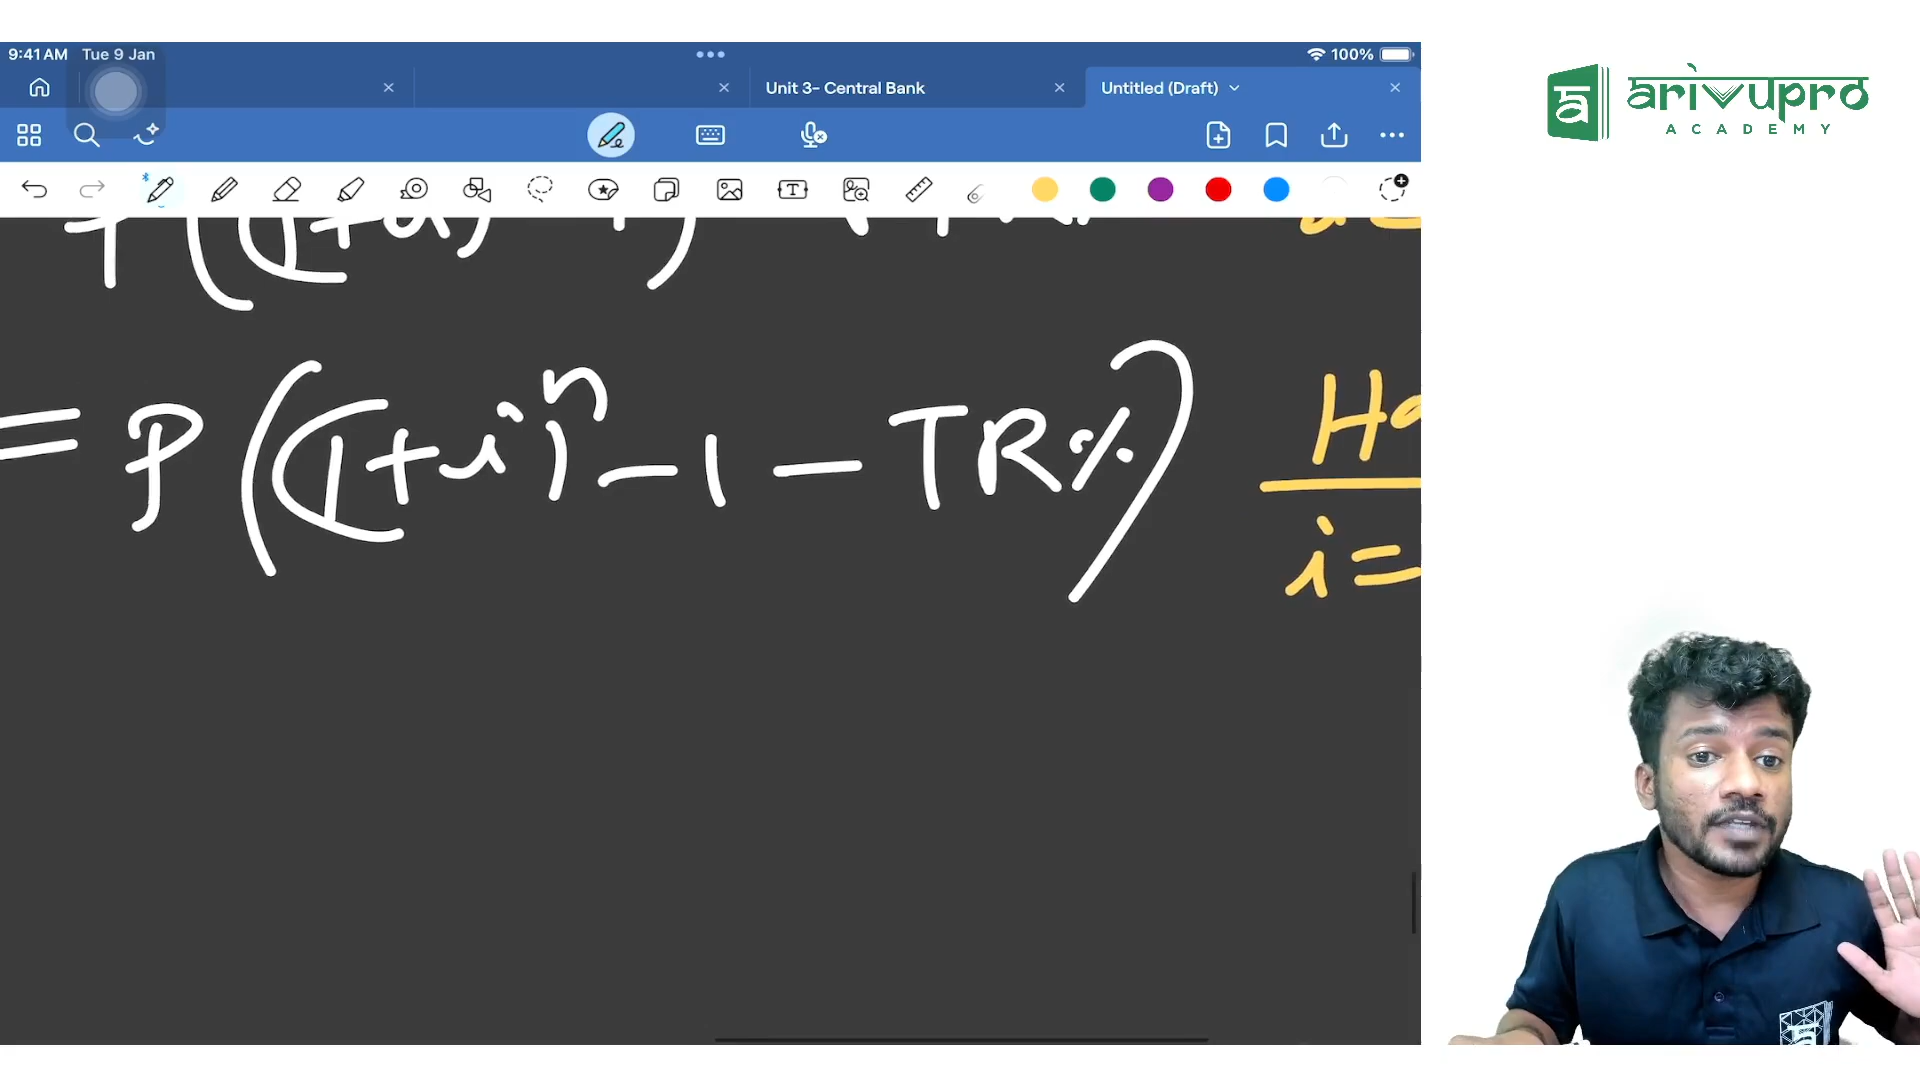 9:41 AM Tue 9 Jan
100%
Unit 3- Central Bank
Untitled (Draft)
arivupro
ACADEMY
= P((1+i)^n - 1 - TR%)
i =